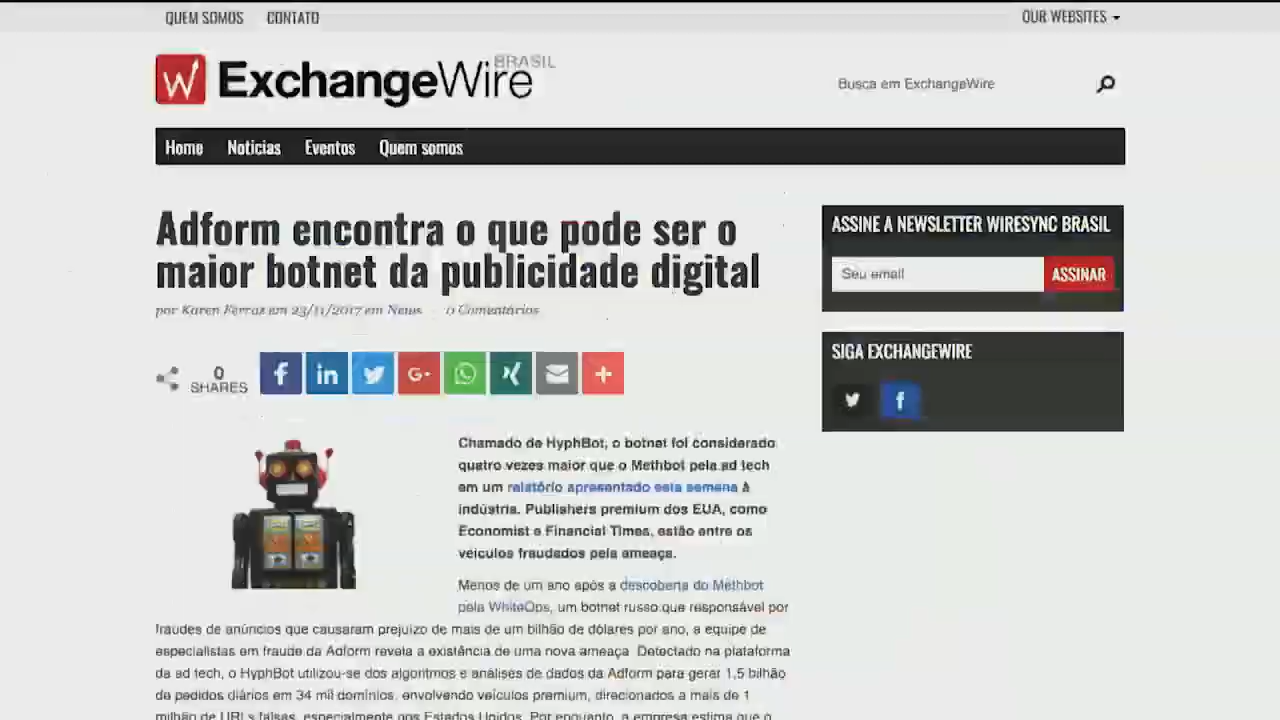 QUEM SOMOS CONTATO OUR WEBSITES
W ExchangeWire BRASIL
Busca em ExchangeWire
Home Notícias Eventos Quem somos
Adform encontra o que pode ser o
maior botnet da publicidade digital
por Karen Ferraz em 23/11/2017 em News 0 Comentários
0
SHARES
Chamado de HyphBot, o botnet foi considerado
quatro vezes maior que o Methbot pela ad tech
em um relatório apresentado esta semana à
indústria. Publishers premium dos EUA, como
Economist e Financial Times, estão entre os
veículos fraudados pela ameaça.
Menos de um ano após a descoberta do Methbot
pela WhiteOps, um botnet russo que responsável por
fraudes de anúncios que causaram prejuízo de mais de um bilhão de dólares por ano, a equipe de
especialistas em fraude da Adform revela a existência de uma nova ameaça. Detectado na plataforma
da ad tech, o HyphBot utilizou-se dos algoritmos e análises de dados da Adform para gerar 1,5 bilhão
de pedidos diários em 34 mil domínios, envolvendo veículos premium, direcionados a mais de 1
milhão de URLs falsas, especialmente nos Estados Unidos. Por enquanto, a empresa estima que o
ASSINE A NEWSLETTER WIRESYNC BRASIL
Seu email ASSINAR
SIGA EXCHANGEWIRE